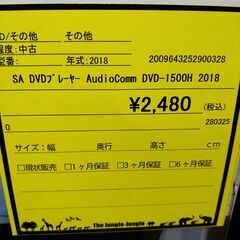 D/その他 その他
程度:中古
型番: 年式:2018 2009643252900328
SA DVDﾌﾟﾚｰﾔｰ AudioComm DVD-1500H 2018
¥2,480 (税込)
0 280325
サイズ: 幅 奥行 高さ cm
□現状販売 □1ヶ月保証 □3ヶ月保証 □6ヶ月保証
The Jungle-Jungle